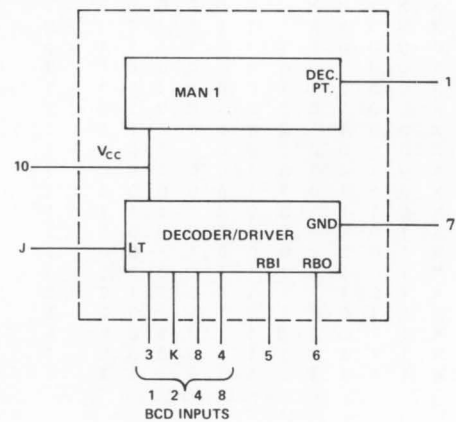 DEC.
PT.
1
MAN 1
VCC
10
GND
7
DECODER/DRIVER
J
LT
RBI RBO
3 K 8 4 5 6
1 2 4 8
BCD INPUTS